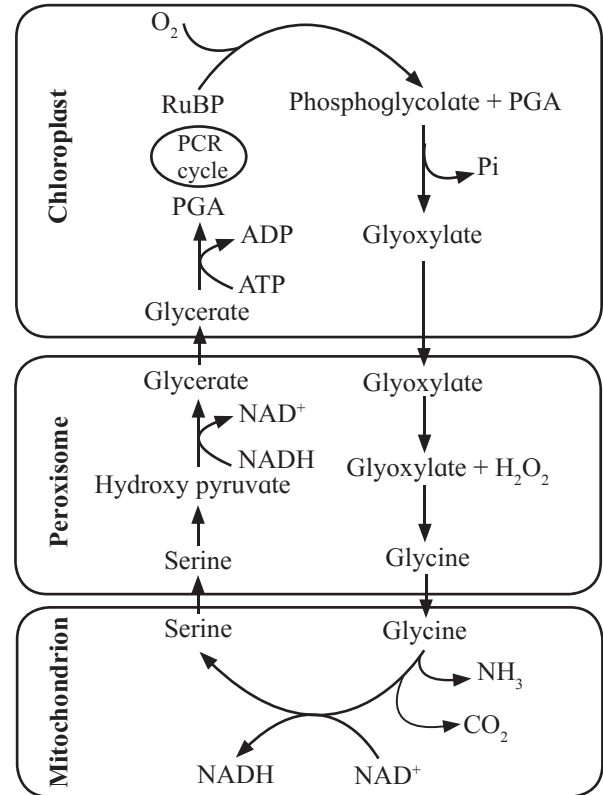 Chloroplast
O₂
RuBP
Phosphoglycolate + PGA
PCR
cycle
Pi
PGA
Glyoxylate
ADP
ATP
Glycerate
Peroxisome
Glycerate
Glyoxylate
NAD⁺
NADH
Glyoxylate + H₂O₂
Hydroxy pyruvate
Serine
Glycine
Mitochondrion
Serine
Glycine
NH₃
CO₂
NADH
NAD⁺